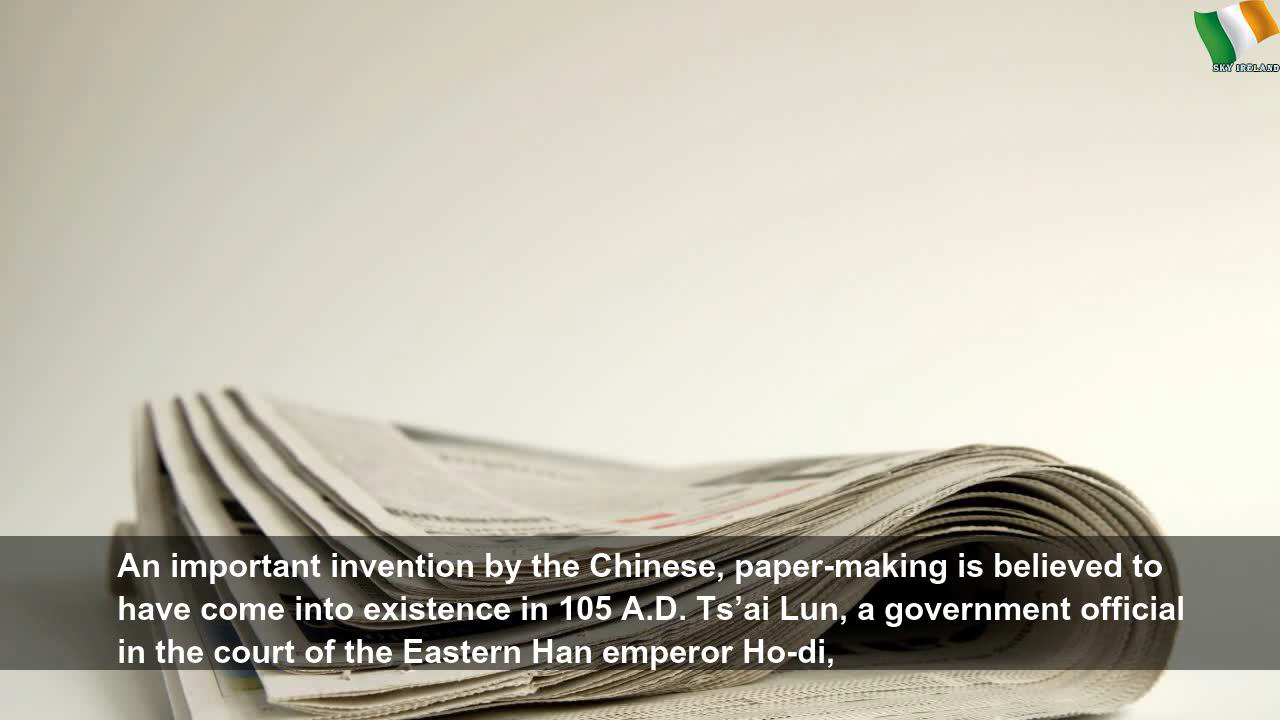 SKY IRELAND
An important invention by the Chinese, paper-making is believed to
have come into existence in 105 A.D. Ts’ai Lun, a government official
in the court of the Eastern Han emperor Ho-di,